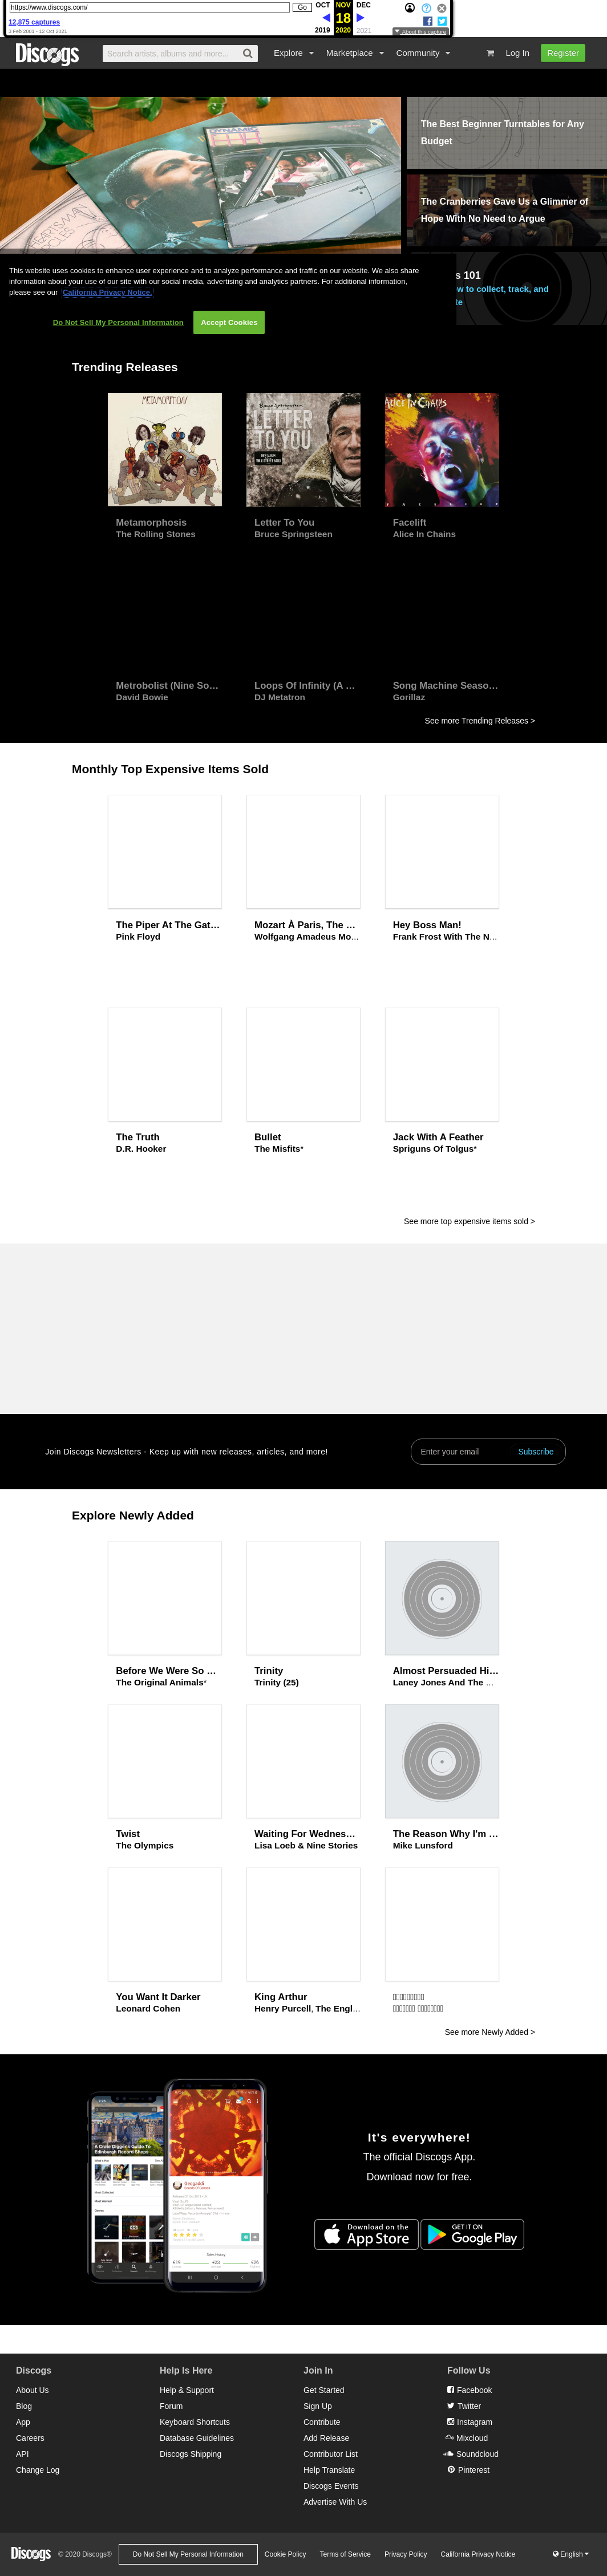 https://www.discogs.com/
Go
OCT NOV DEC
12,875 captures
18
3 Feb 2001 - 12 Oct 2021
2019 2020 2021
About this capture
Discogs
Search artists, albums and more...
Explore
Marketplace
Community
Log In
Register
The Best Beginner Turntables for Any
Budget
The Cranberries Gave Us a Glimpse of
Hope With No Need to Argue
This website uses cookies to enhance user experience and to analyze performance and traffic on our website. We also share
information about your use of our site with our social media, advertising and analytics partners. For additional information,
please see our California Privacy Notice.
Do Not Sell My Personal Information
Accept Cookies
101
to collect, track, and
Trending Releases
METAMORPHOSIS
Bruce Springsteen
LETTER
TO YOU
ALICE IN CHAINS
Metamorphosis
The Rolling Stones
Letter To You
Bruce Springsteen
Facelift
Alice In Chains
Metrobolist (Nine So…
David Bowie
Loops Of Infinity (A …
DJ Metatron
Song Machine Seaso…
Gorillaz
See more Trending Releases >
Monthly Top Expensive Items Sold
The Piper At The Gat…
Pink Floyd
Mozart À Paris, The …
Wolfgang Amadeus Mo…
Hey Boss Man!
Frank Frost With The N…
The Truth
D.R. Hooker
Bullet
The Misfits*
Jack With A Feather
Spriguns Of Tolgus*
See more top expensive items sold >
Join Discogs Newsletters - Keep up with new releases, articles, and more!
Enter your email
Subscribe
Explore Newly Added
Before We Were So …
The Original Animals*
Trinity
Trinity (25)
Almost Persuaded Hi…
Laney Jones And The …
Twist
The Olympics
Waiting For Wednes…
Lisa Loeb & Nine Stories
The Reason Why I'm …
Mike Lunsford
You Want It Darker
Leonard Cohen
King Arthur
Henry Purcell, The Engl…
See more Newly Added >
It's everywhere!
The official Discogs App.
Download now for free.
Download on the
App Store
GET IT ON
Google Play
Discogs
About Us
Blog
App
Careers
API
Change Log
Help Is Here
Help & Support
Forum
Keyboard Shortcuts
Database Guidelines
Discogs Shipping
Join In
Get Started
Sign Up
Contribute
Add Release
Contributor List
Help Translate
Discogs Events
Advertise With Us
Follow Us
Facebook
Twitter
Instagram
Mixcloud
Soundcloud
Pinterest
Discogs
© 2020 Discogs®
Do Not Sell My Personal Information
Cookie Policy
Terms of Service
Privacy Policy
California Privacy Notice
English